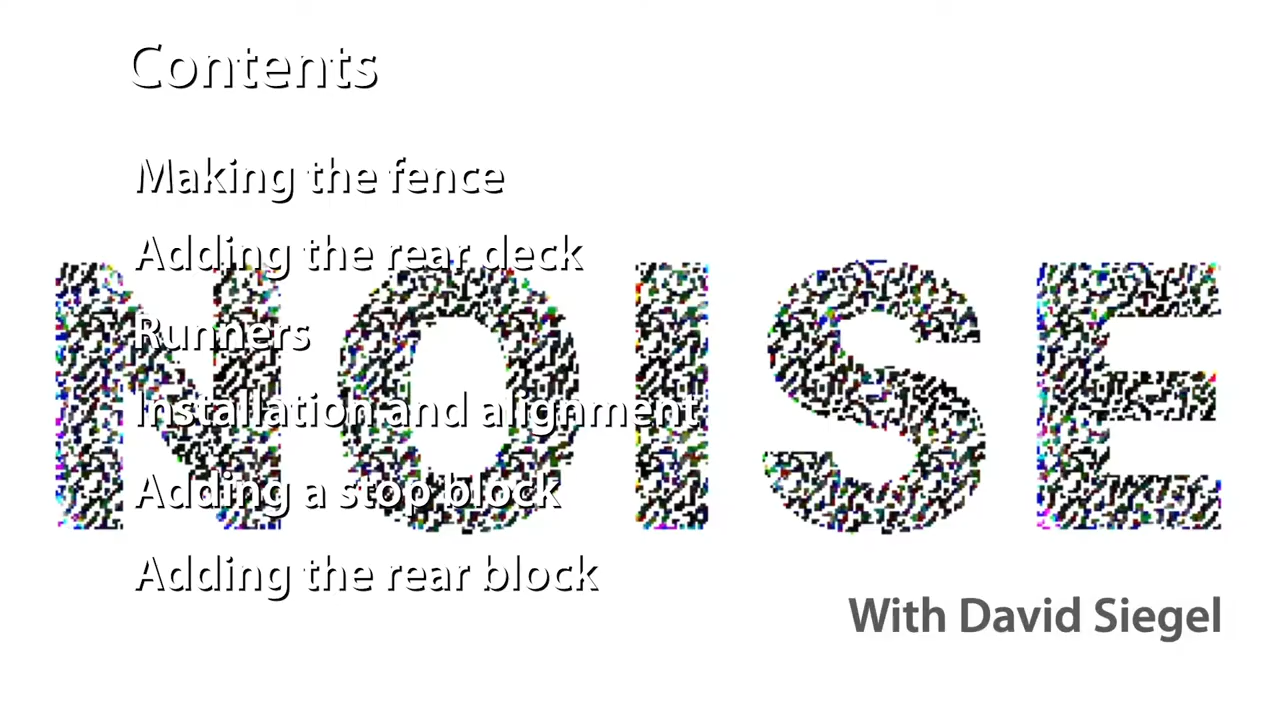 Contents
Making the fence
Adding the rear deck
Runners
Installation and alignment
Adding a stop block
Adding the rear block
NOISE
With David Siegel